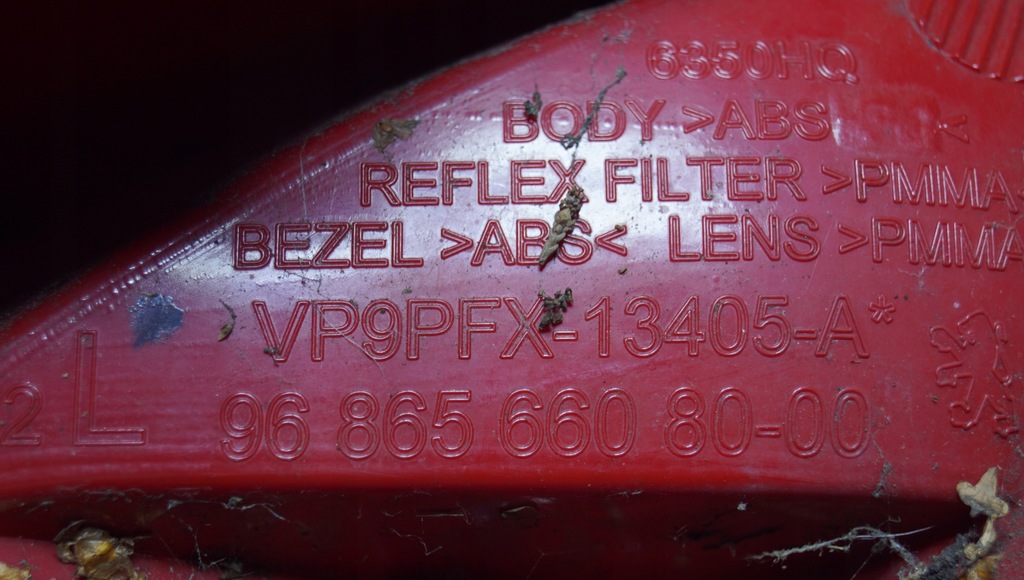 6350HQ
BODY >ABS <
REFLEX FILTER >PMMA
BEZEL >ABS< LENS >PMMA
VP9PFX-13405-A*
2 L 96 865 660 80-00